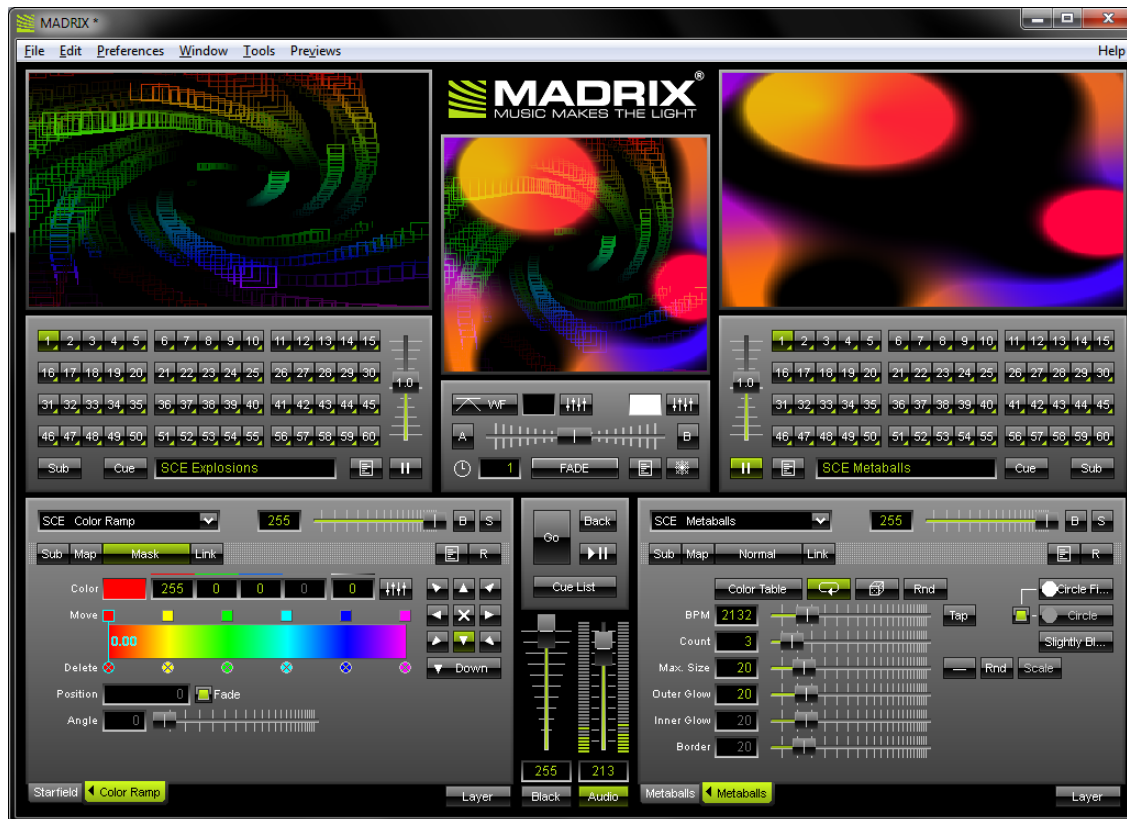 MADRIX *
File Edit Preferences Window Tools Previews Help
MADRIX®
MUSIC MAKES THE LIGHT
1 2 3 4 5 6 7 8 9 10 11 12 13 14 15
16 17 18 19 20 21 22 23 24 25 26 27 28 29 30
31 32 33 34 35 36 37 38 39 40 41 42 43 44 45
46 47 48 49 50 51 52 53 54 55 56 57 58 59 60
1.0
Sub Cue SCE Explosions
WF
A B
1 FADE
1 2 3 4 5 6 7 8 9 10 11 12 13 14 15
16 17 18 19 20 21 22 23 24 25 26 27 28 29 30
31 32 33 34 35 36 37 38 39 40 41 42 43 44 45
46 47 48 49 50 51 52 53 54 55 56 57 58 59 60
1.0
SCE Metaballs Cue Sub
SCE Color Ramp 255 B S
Sub Map Mask Link R
Color 255 0 0 0 0
Move
0.00
Delete
Down
Position 0 Fade
Angle 0
Starfield Color Ramp Layer
Go Back
Cue List
255 213
Black Audio
SCE Metaballs 255 B S
Sub Map Normal Link R
Color Table Rnd Circle Fi...
BPM 2132 Tap Circle
Count 3 Slightly Bl...
Max. Size 20 Rnd Scale
Outer Glow 20
Inner Glow 20
Border 20
Metaballs Metaballs Layer